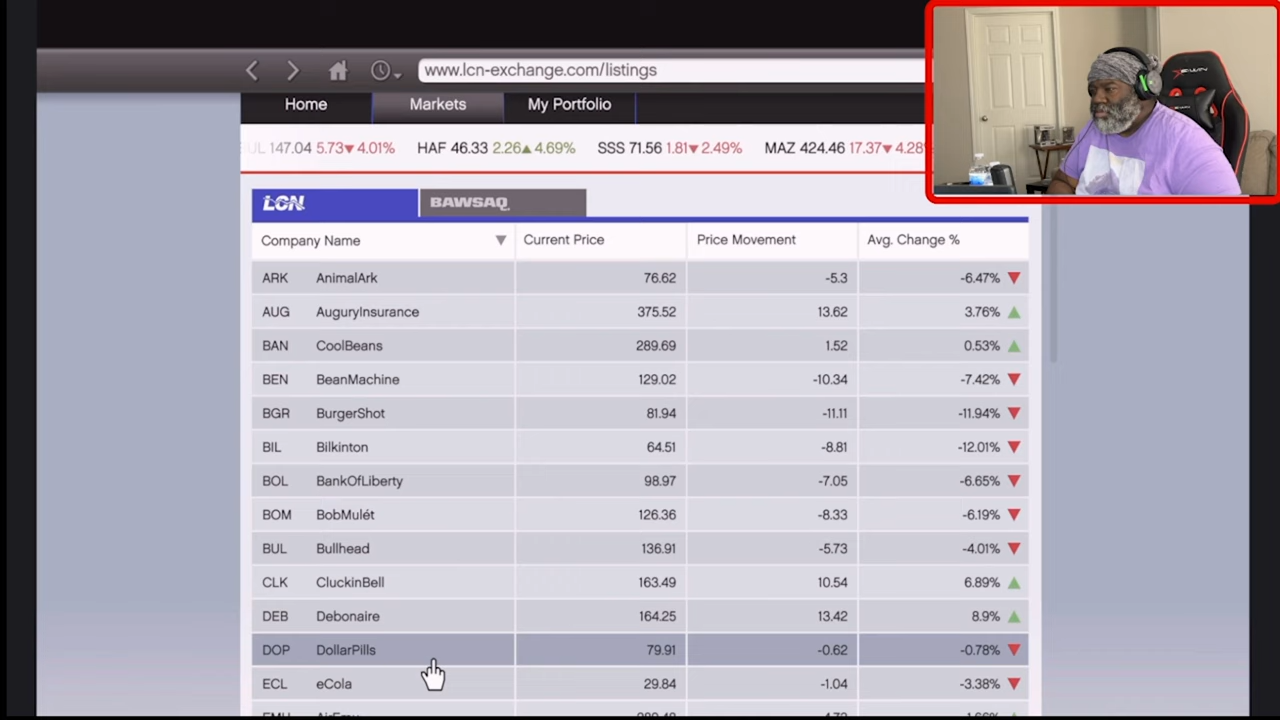 www.lcn-exchange.com/listings
Home Markets My Portfolio
147.04 5.73▼ 4.01% HAF 46.33 2.26▲ 4.69% SSS 71.56 1.81▼ 2.49% MAZ 424.46 17.37▼ 4.28%
LCN BAWSAQ
Company Name ▼ Current Price Price Movement Avg. Change %
ARK AnimalArk 76.62 -5.3 -6.47% ▼
AUG AuguryInsurance 375.52 13.62 3.76% ▲
BAN CoolBeans 289.69 1.52 0.53% ▲
BEN BeanMachine 129.02 -10.34 -7.42% ▼
BGR BurgerShot 81.94 -11.11 -11.94% ▼
BIL Bilkinton 64.51 -8.81 -12.01% ▼
BOL BankOfLiberty 98.97 -7.05 -6.65% ▼
BOM BobMulét 126.36 -8.33 -6.19% ▼
BUL Bullhead 136.91 -5.73 -4.01% ▼
CLK CluckinBell 163.49 10.54 6.89% ▲
DEB Debonaire 164.25 13.42 8.9% ▲
DOP DollarPills 79.91 -0.62 -0.78% ▼
ECL eCola 29.84 -1.04 -3.38% ▼